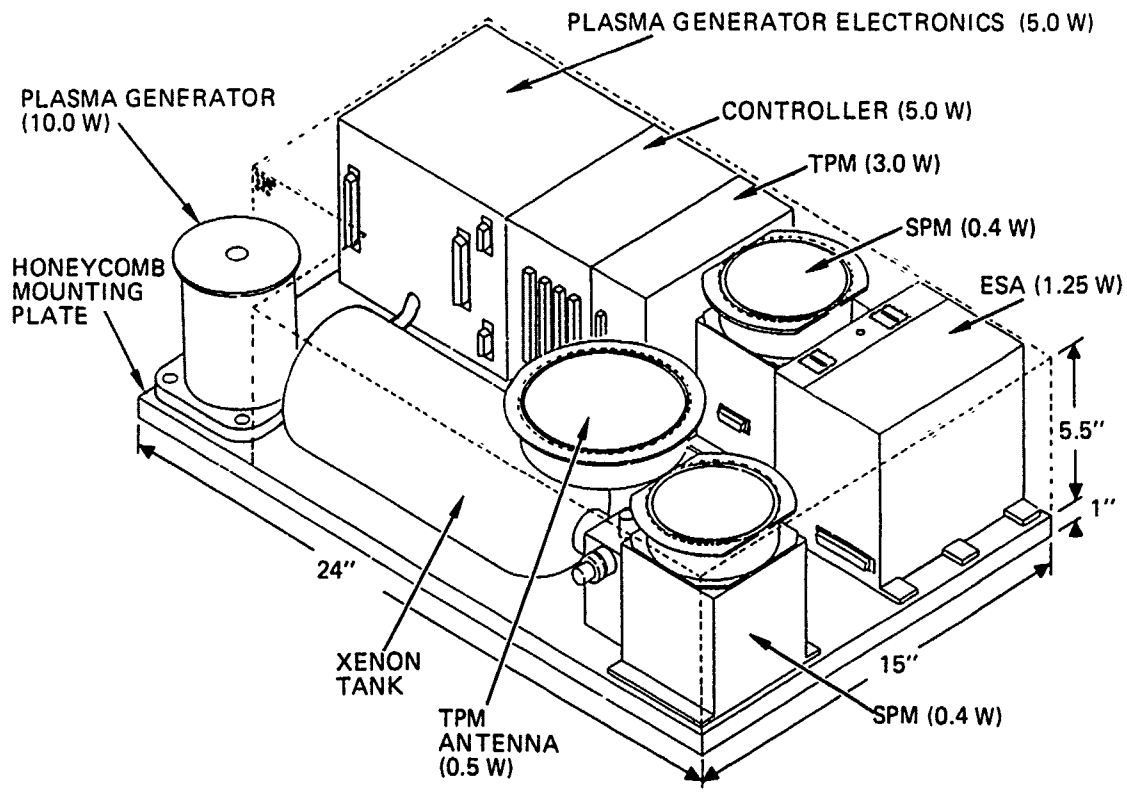 PLASMA GENERATOR ELECTRONICS (5.0 W)
PLASMA GENERATOR
(10.0 W)
CONTROLLER (5.0 W)
TPM (3.0 W)
SPM (0.4 W)
HONEYCOMB
MOUNTING
PLATE
ESA (1.25 W)
5.5″
1″
24″
15″
XENON
TANK
TPM
ANTENNA
(0.5 W)
SPM (0.4 W)